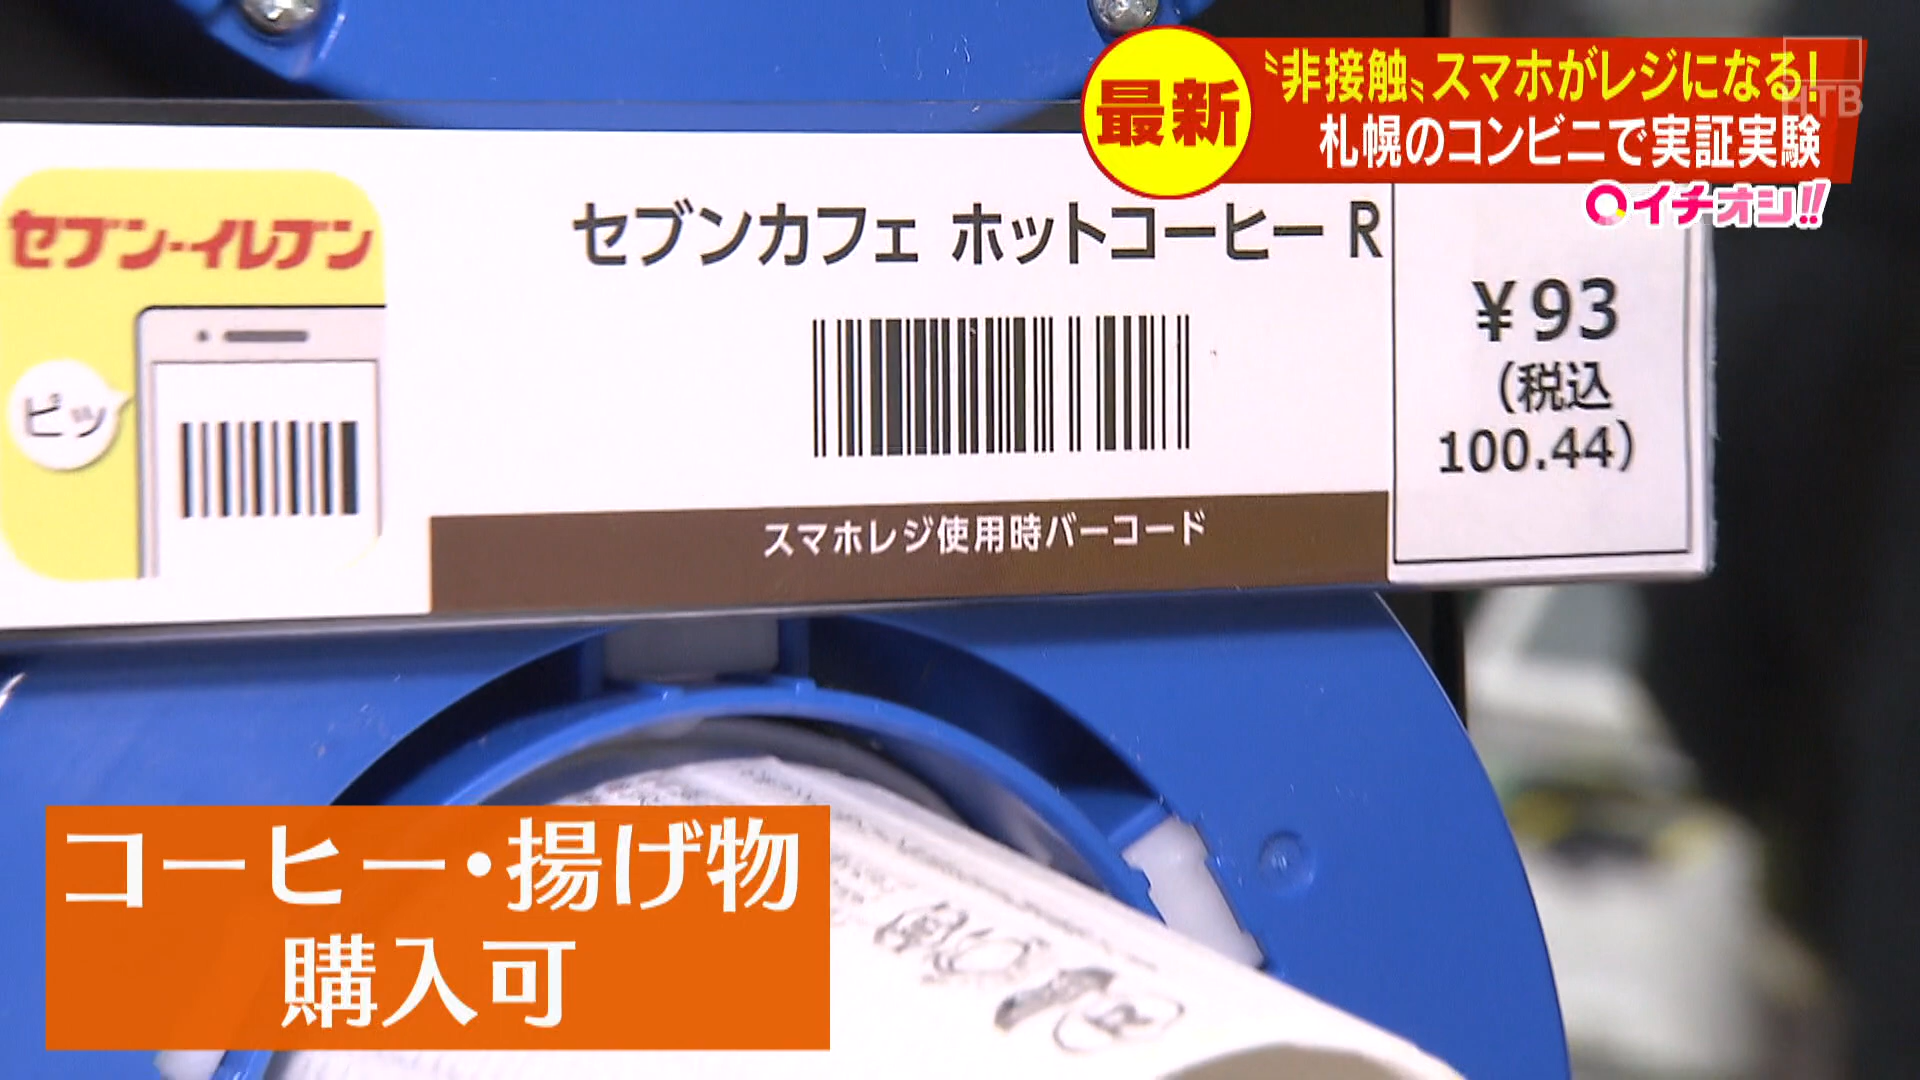 最新
〝非接触〟スマホがレジになる!
札幌のコンビニで実証実験
HTB
イチオシ!!
セブン-イレブン
ピッ
セブンカフェ ホットコーヒー R
¥93
(税込
100.44)
スマホレジ使用時バーコード
コーヒー・揚げ物
購入可